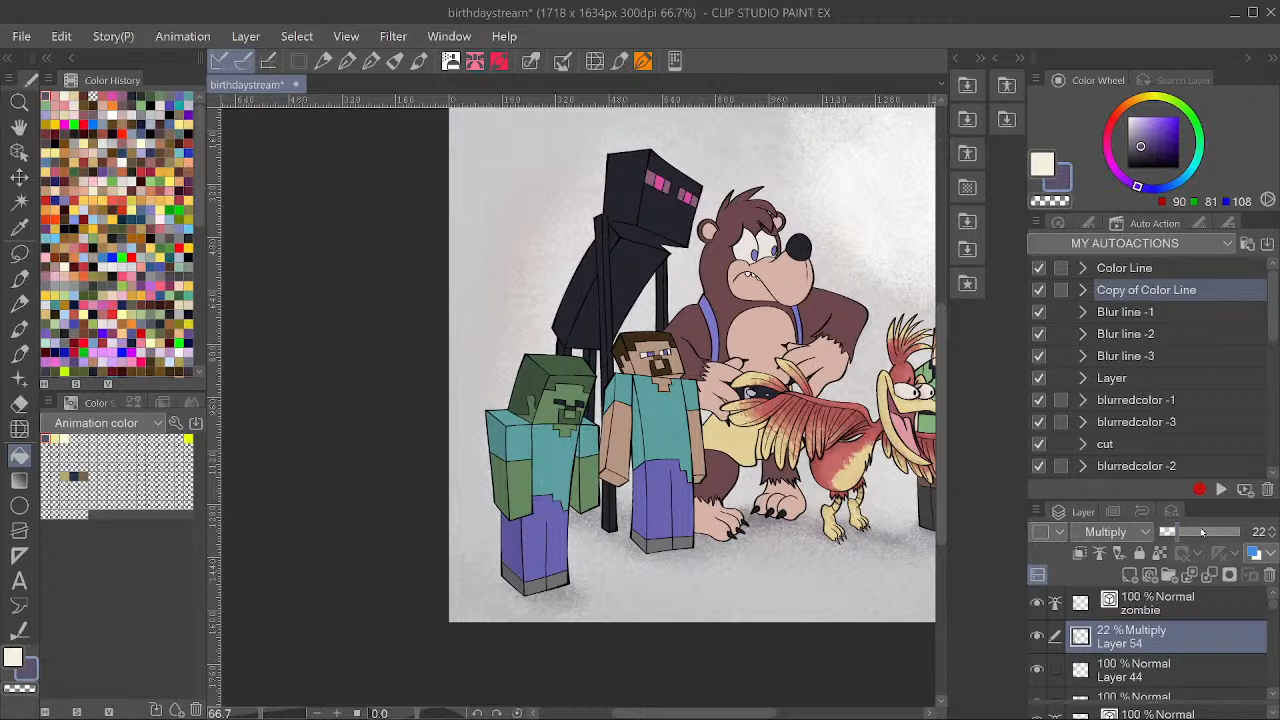 birthdaystream* (1718 x 1634px 300dpi 66.7%) - CLIP STUDIO PAINT EX
File Edit Story(P) Animation Layer Select View Filter Window Help
birthdaystream*
Color History
Color Wheel
Search Layer
90 81 108
Auto Action
MY AUTOACTIONS
Color Line
Copy of Color Line
Blur line -1
Blur line -2
Blur line -3
Layer
blurredcolor -1
blurredcolor -3
cut
blurredcolor -2
H S V
Color S
Animation color
Layer
Multiply 22
100 % Normal
zombie
22 % Multiply
Layer 54
100 % Normal
Layer 44
100 % Normal
H S V
66.7 0.0